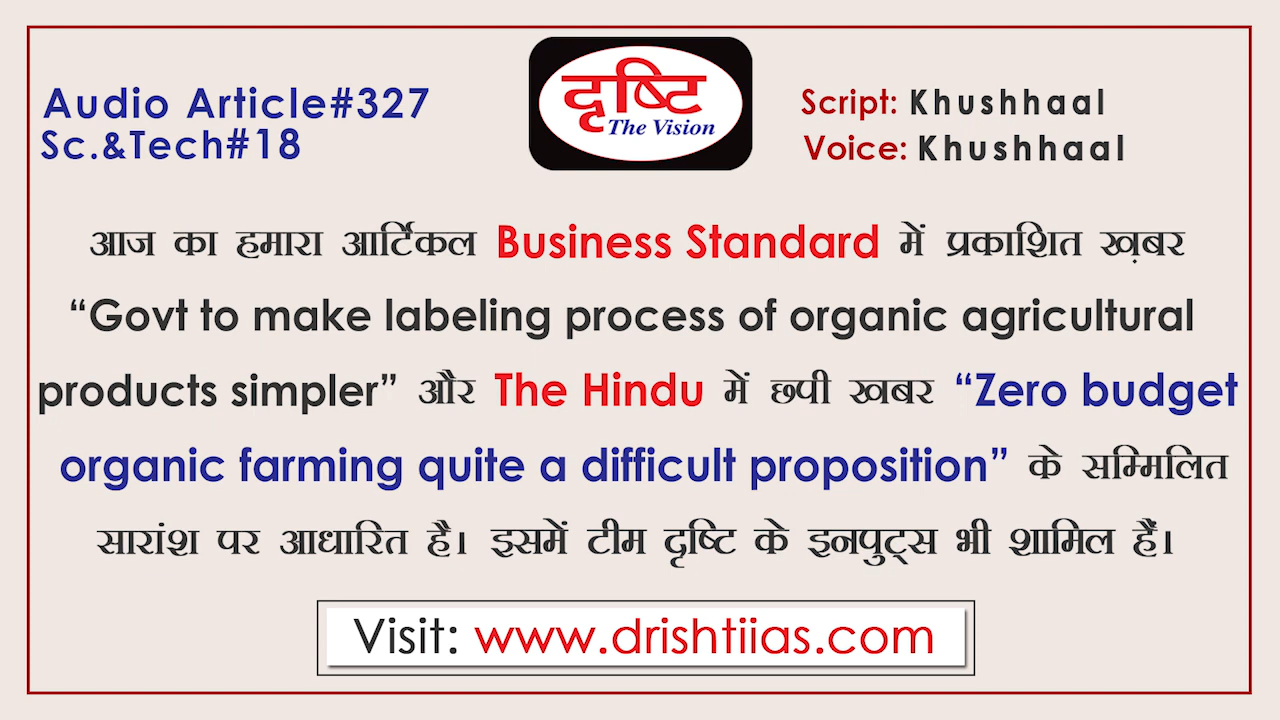 Audio Article#327
Sc.&Tech#18
दृष्टि
The Vision
Script: Khushhaal
Voice: Khushhaal
आज का हमारा आर्टिकल Business Standard में प्रकाशित ख़बर
“Govt to make labeling process of organic agricultural
products simpler” और The Hindu में छपी खबर “Zero budget
organic farming quite a difficult proposition” के सम्मिलित
सारांश पर आधारित है। इसमें टीम दृष्टि के इनपुट्स भी शामिल हैं।
Visit: www.drishtiias.com